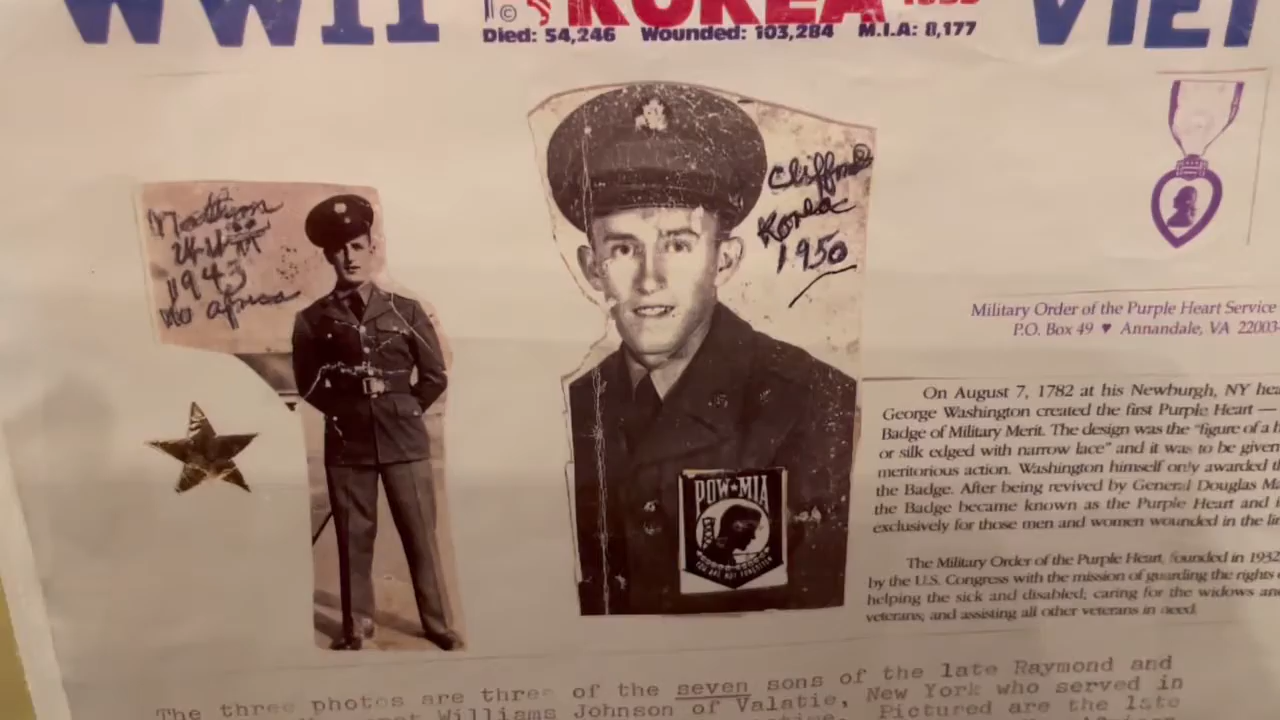 WWII
©
KOREA
VIET
Died: 54,246 Wounded: 103,284 M.I.A: 8,177
Clifford
Korea
1950
1943
No Africa
POW★MIA
YOU ARE NOT FORGOTTEN
Military Order of the Purple Heart Service
P.O. Box 49 ♥ Annandale, VA 22003-
On August 7, 1782 at his Newburgh, NY
George Washington created the first Purple Heart —
Badge of Military Merit. The design was the "figure of a
or silk edged with narrow lace" and it was to be given
meritorious action. Washington himself only awarded
the Badge. After being revived by General Douglas
the Badge became known as the Purple Heart and
exclusively for those men and women wounded in the
The Military Order of the Purple Heart, founded in 1932
by the U.S. Congress with the mission of guarding the rights
helping the sick and disabled; caring for the widows
veterans; and assisting all other veterans in need.
The three photos are three of the seven sons of the late Raymond and
Williams Johnson of Valatie, New York who served in
Pictured are the late